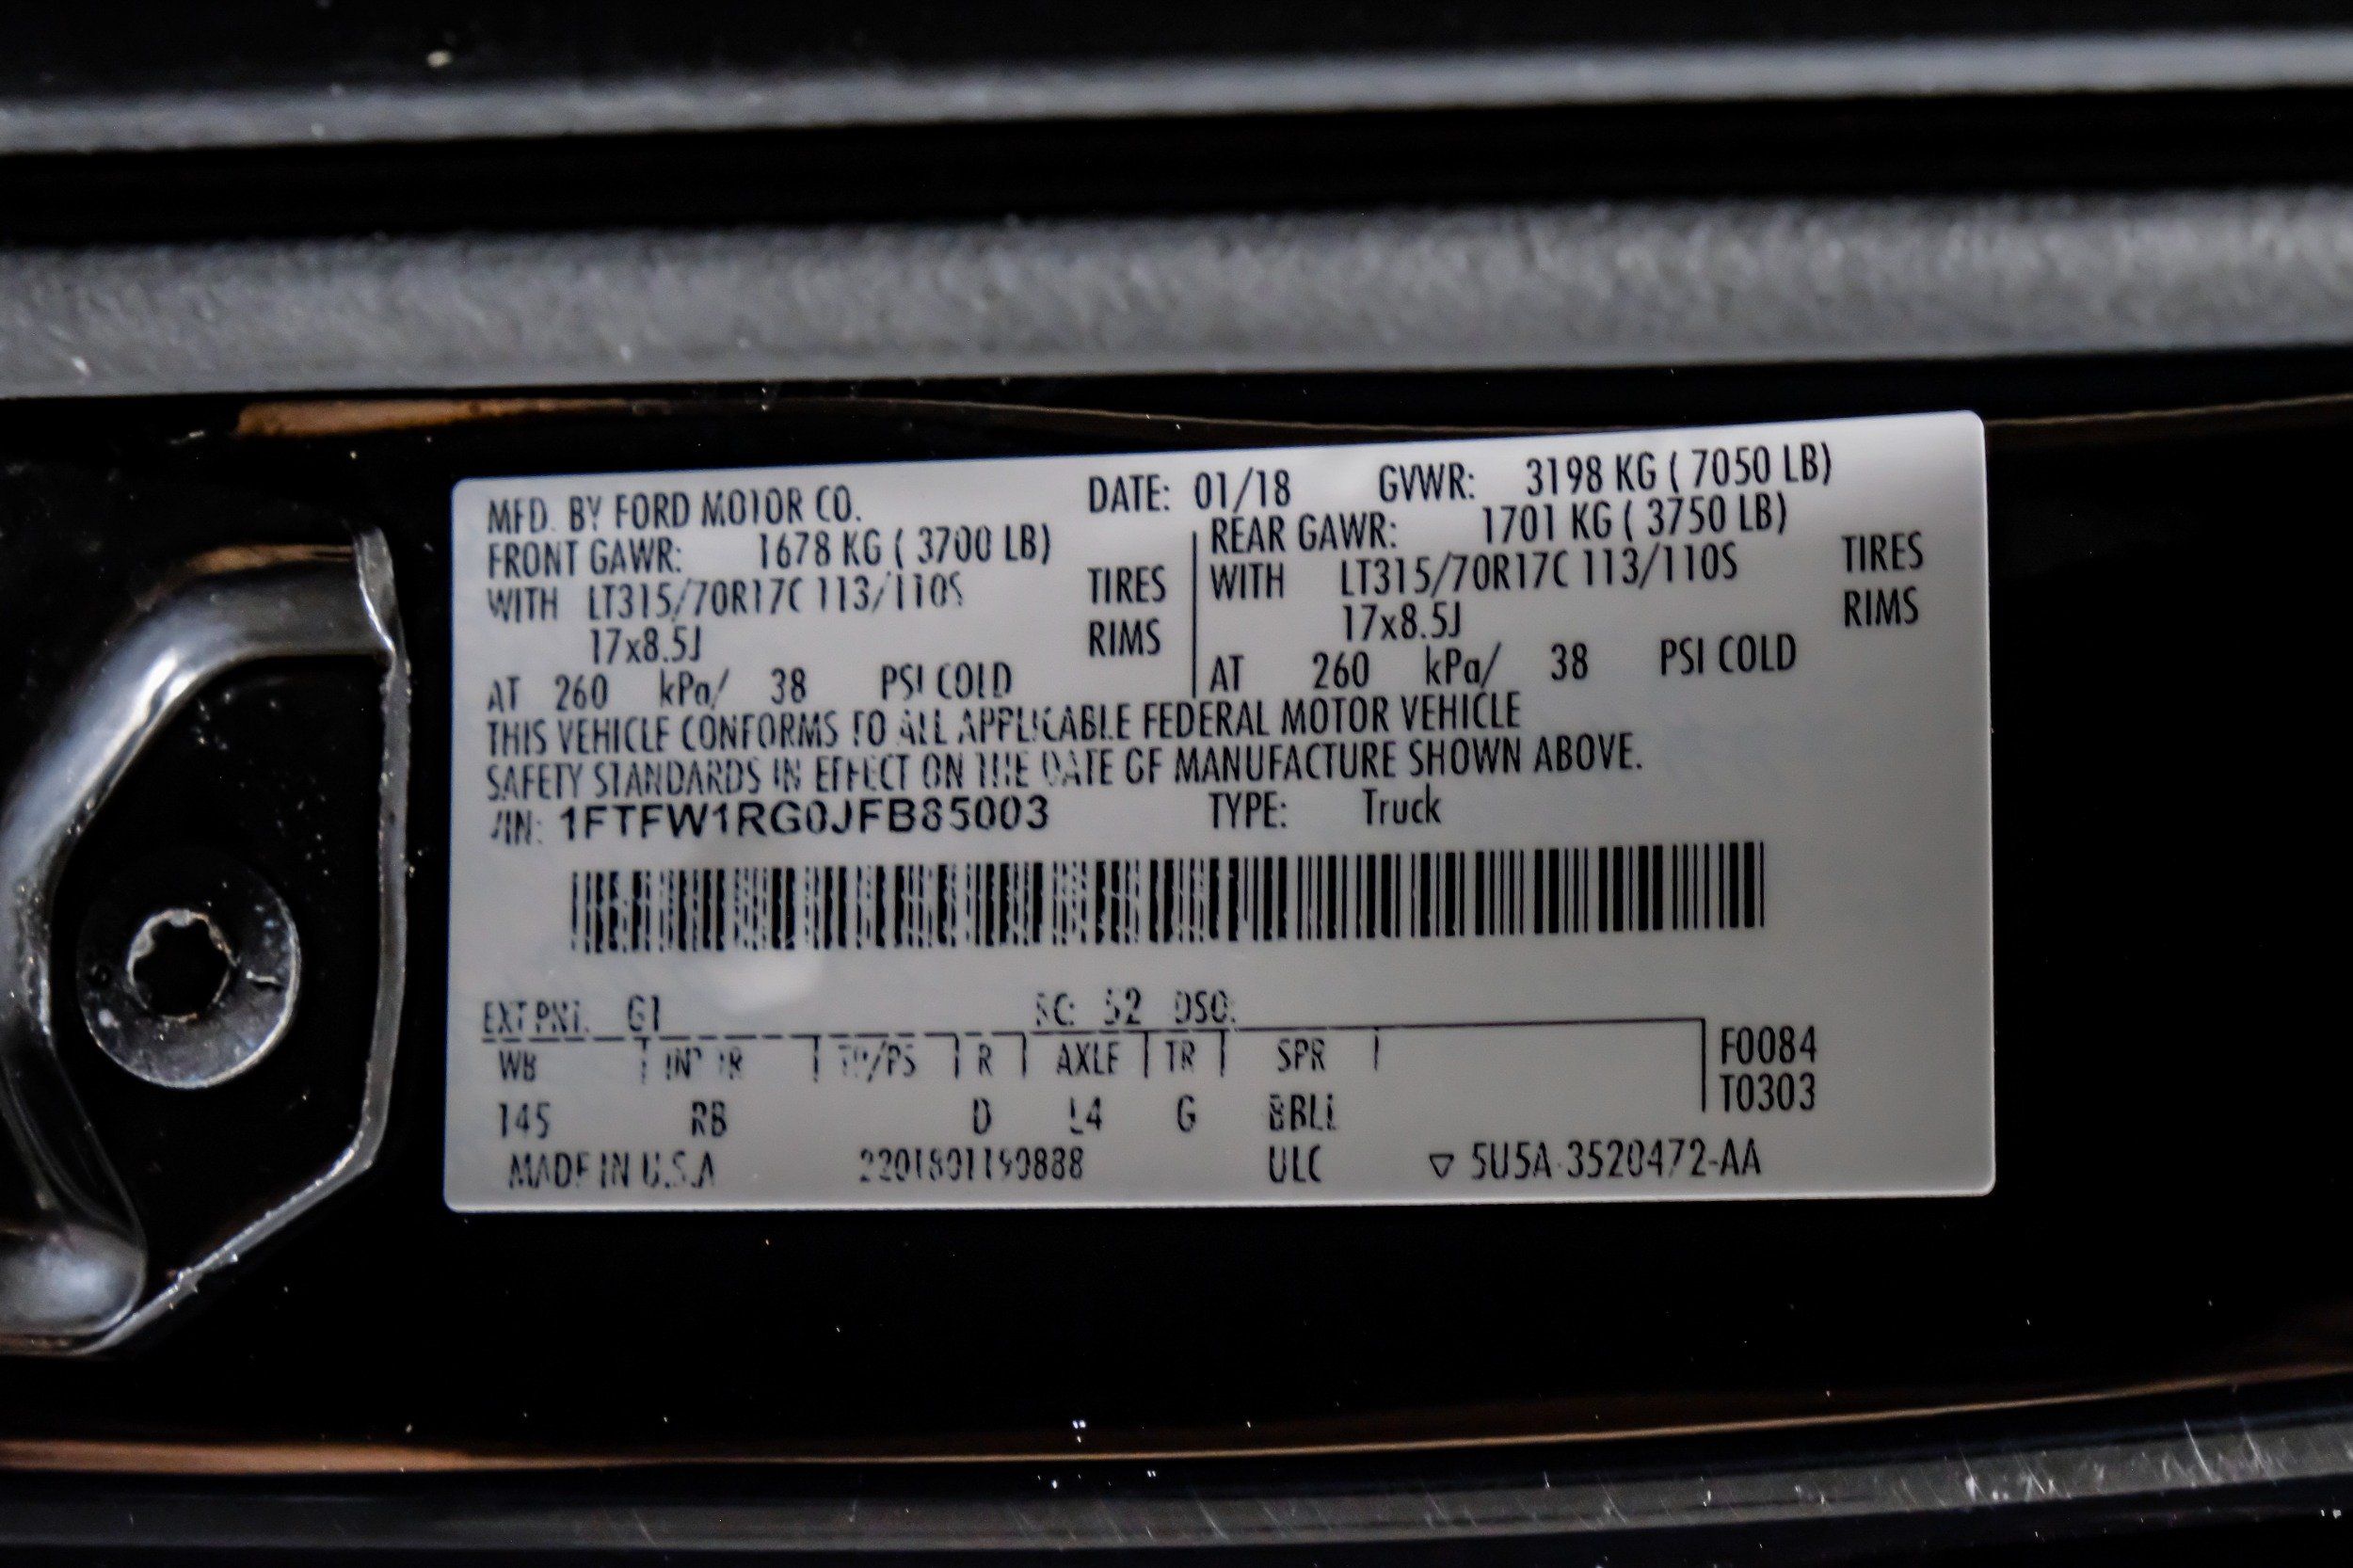 MFD. BY FORD MOTOR CO. DATE: 01/18 GVWR: 3198 KG ( 7050 LB)
FRONT GAWR: 1678 KG ( 3700 LB) REAR GAWR: 1701 KG ( 3750 LB)
WITH LT315/70R17C 113/110S TIRES WITH LT315/70R17C 113/110S TIRES
17x8.5J RIMS 17x8.5J RIMS
AT 260 kPa/ 38 PSI COLD AT 260 kPa/ 38 PSI COLD
THIS VEHICLE CONFORMS TO ALL APPLICABLE FEDERAL MOTOR VEHICLE
SAFETY STANDARDS IN EFFECT ON THE DATE OF MANUFACTURE SHOWN ABOVE.
VIN: 1FTFW1RG0JFB85003 TYPE: Truck
EXT PNT: G1 RC: 52 DSO:
WB INT TR TP/PS R AXLE TR SPR F0084
T0303
145 RB D L4 G BBLL
MADE IN U.S.A 2201801190888 ULC ▽ 5U5A-3520472-AA